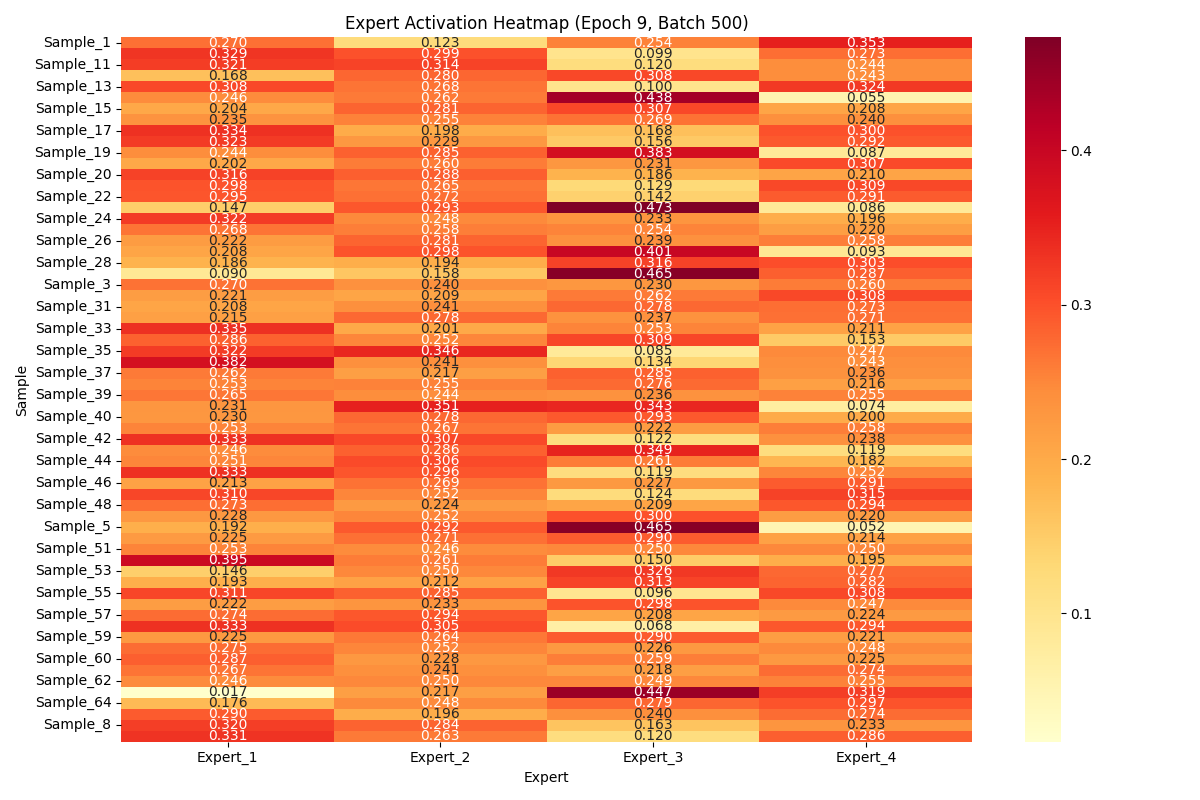 Expert Activation Heatmap (Epoch 9, Batch 500)
Sample_1 0.270 0.123 0.254 0.353
0.329 0.299 0.099 0.273
Sample_11 0.321 0.314 0.120 0.244
0.168 0.280 0.308 0.243
Sample_13 0.308 0.268 0.100 0.324
0.246 0.262 0.438 0.055
Sample_15 0.204 0.281 0.307 0.208
0.235 0.255 0.269 0.240
Sample_17 0.334 0.198 0.168 0.300
0.323 0.229 0.156 0.292
Sample_19 0.244 0.285 0.383 0.087
0.202 0.260 0.231 0.307
Sample_20 0.316 0.288 0.186 0.210
0.298 0.265 0.129 0.309
Sample_22 0.295 0.272 0.142 0.291
0.147 0.293 0.473 0.086
Sample_24 0.322 0.248 0.233 0.196
0.268 0.258 0.254 0.220
Sample_26 0.222 0.281 0.239 0.258
0.208 0.298 0.401 0.093
Sample_28 0.186 0.194 0.316 0.303
0.090 0.158 0.465 0.287
Sample_3 0.270 0.240 0.230 0.260
0.221 0.209 0.262 0.308
Sample_31 0.208 0.241 0.278 0.273
0.215 0.278 0.237 0.271
Sample_33 0.335 0.201 0.253 0.211
0.286 0.252 0.309 0.153
Sample_35 0.322 0.346 0.085 0.247
0.382 0.241 0.134 0.243
Sample_37 0.262 0.217 0.285 0.236
0.253 0.255 0.276 0.216
Sample_39 0.265 0.244 0.236 0.255
0.231 0.351 0.343 0.074
Sample_40 0.230 0.278 0.293 0.200
0.253 0.267 0.222 0.258
Sample_42 0.333 0.307 0.122 0.238
0.246 0.286 0.349 0.119
Sample_44 0.251 0.306 0.261 0.182
0.333 0.296 0.119 0.252
Sample_46 0.213 0.269 0.227 0.291
0.310 0.252 0.124 0.315
Sample_48 0.273 0.224 0.209 0.294
0.228 0.252 0.300 0.220
Sample_5 0.192 0.292 0.465 0.052
0.225 0.271 0.290 0.214
Sample_51 0.253 0.246 0.250 0.250
0.395 0.261 0.150 0.195
Sample_53 0.146 0.250 0.326 0.277
0.193 0.212 0.313 0.282
Sample_55 0.311 0.285 0.096 0.308
0.222 0.233 0.298 0.247
Sample_57 0.274 0.294 0.208 0.224
0.333 0.305 0.068 0.294
Sample_59 0.225 0.264 0.290 0.221
0.275 0.252 0.226 0.248
Sample_60 0.287 0.228 0.259 0.225
0.267 0.241 0.218 0.274
Sample_62 0.246 0.250 0.249 0.255
0.017 0.217 0.447 0.319
Sample_64 0.176 0.248 0.279 0.297
0.290 0.196 0.240 0.274
Sample_8 0.320 0.284 0.163 0.233
0.331 0.263 0.120 0.286
Expert_1 Expert_2 Expert_3 Expert_4
Expert
Sample
0.4
0.3
0.2
0.1